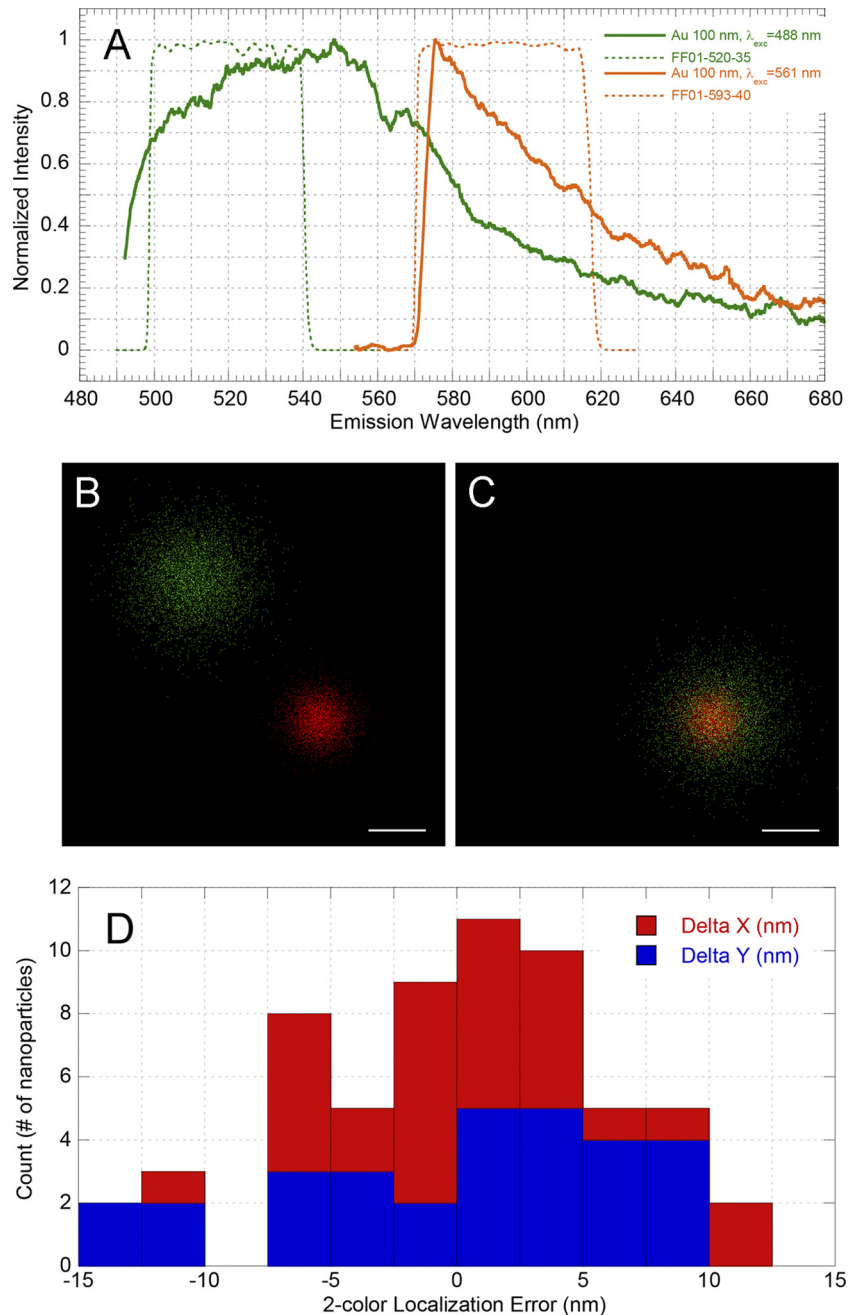 A
Au 100 nm, λexc=488 nm
FF01-520-35
Au 100 nm, λexc=561 nm
FF01-593-40
Normalized Intensity
1
0.8
0.6
0.4
0.2
0
480 500 520 540 560 580 600 620 640 660 680
Emission Wavelength (nm)
B
C
D
Delta X (nm)
Delta Y (nm)
Count (# of nanoparticles)
12
10
8
6
4
2
0
-15 -10 -5 0 5 10 15
2-color Localization Error (nm)